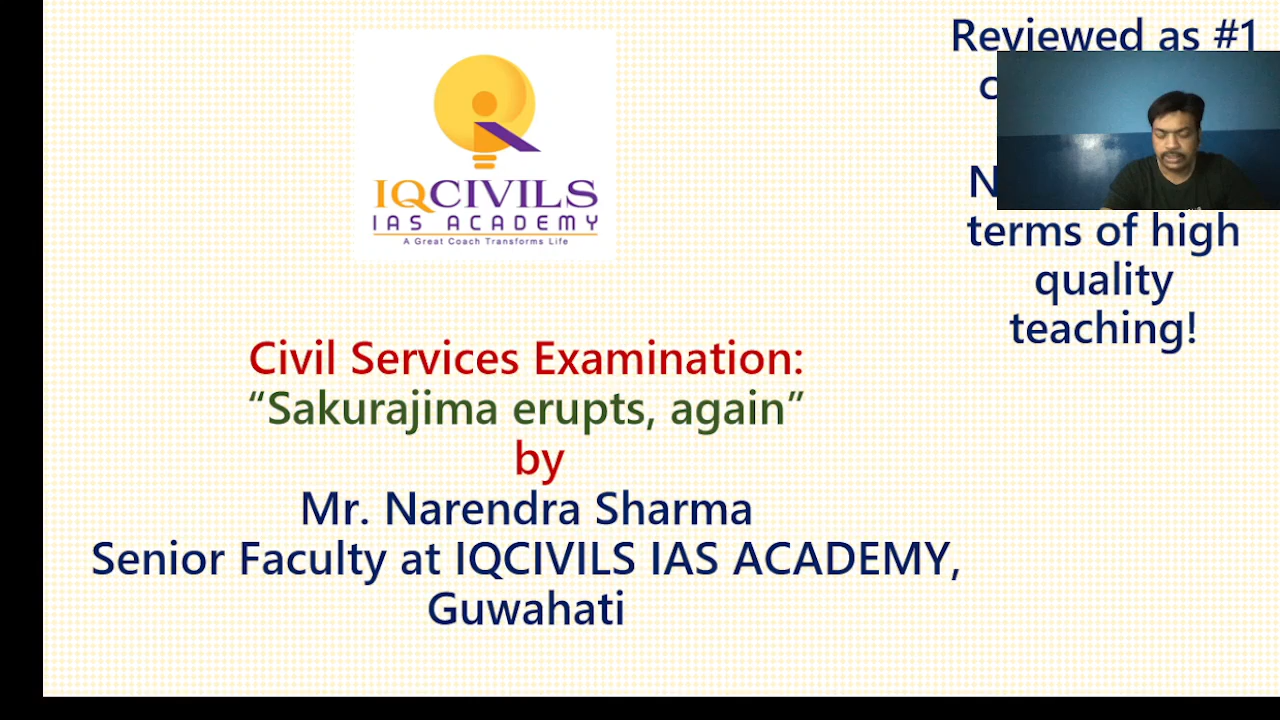 IQCIVILS
IAS ACADEMY
A Great Coach Transforms Life
Reviewed as #1
terms of high
quality
teaching!
Civil Services Examination:
“Sakurajima erupts, again”
by
Mr. Narendra Sharma
Senior Faculty at IQCIVILS IAS ACADEMY,
Guwahati